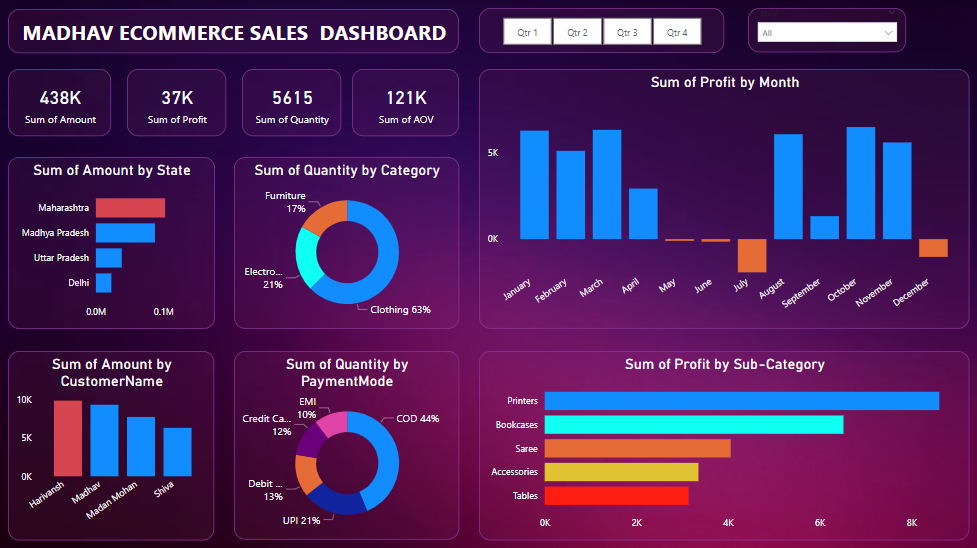 MADHAV ECOMMERCE SALES DASHBOARD
Qtr 1
Qtr 2
Qtr 3
Qtr 4
All
438K
Sum of Amount
37K
Sum of Profit
5615
Sum of Quantity
121K
Sum of AOV
Sum of Profit by Month
5K
0K
January
February
March
April
May
June
July
August
September
October
November
December
Sum of Amount by State
Maharashtra
Madhya Pradesh
Uttar Pradesh
Delhi
0.0M
0.1M
Sum of Quantity by Category
Furniture
17%
Electro...
21%
Clothing 63%
Sum of Amount by
CustomerName
10K
5K
0K
Harivansh
Madhav
Madan Mohan
Shiva
Sum of Quantity by
PaymentMode
EMI
10%
Credit Ca...
12%
Debit ...
13%
UPI 21%
COD 44%
Sum of Profit by Sub-Category
Printers
Bookcases
Saree
Accessories
Tables
0K
2K
4K
6K
8K